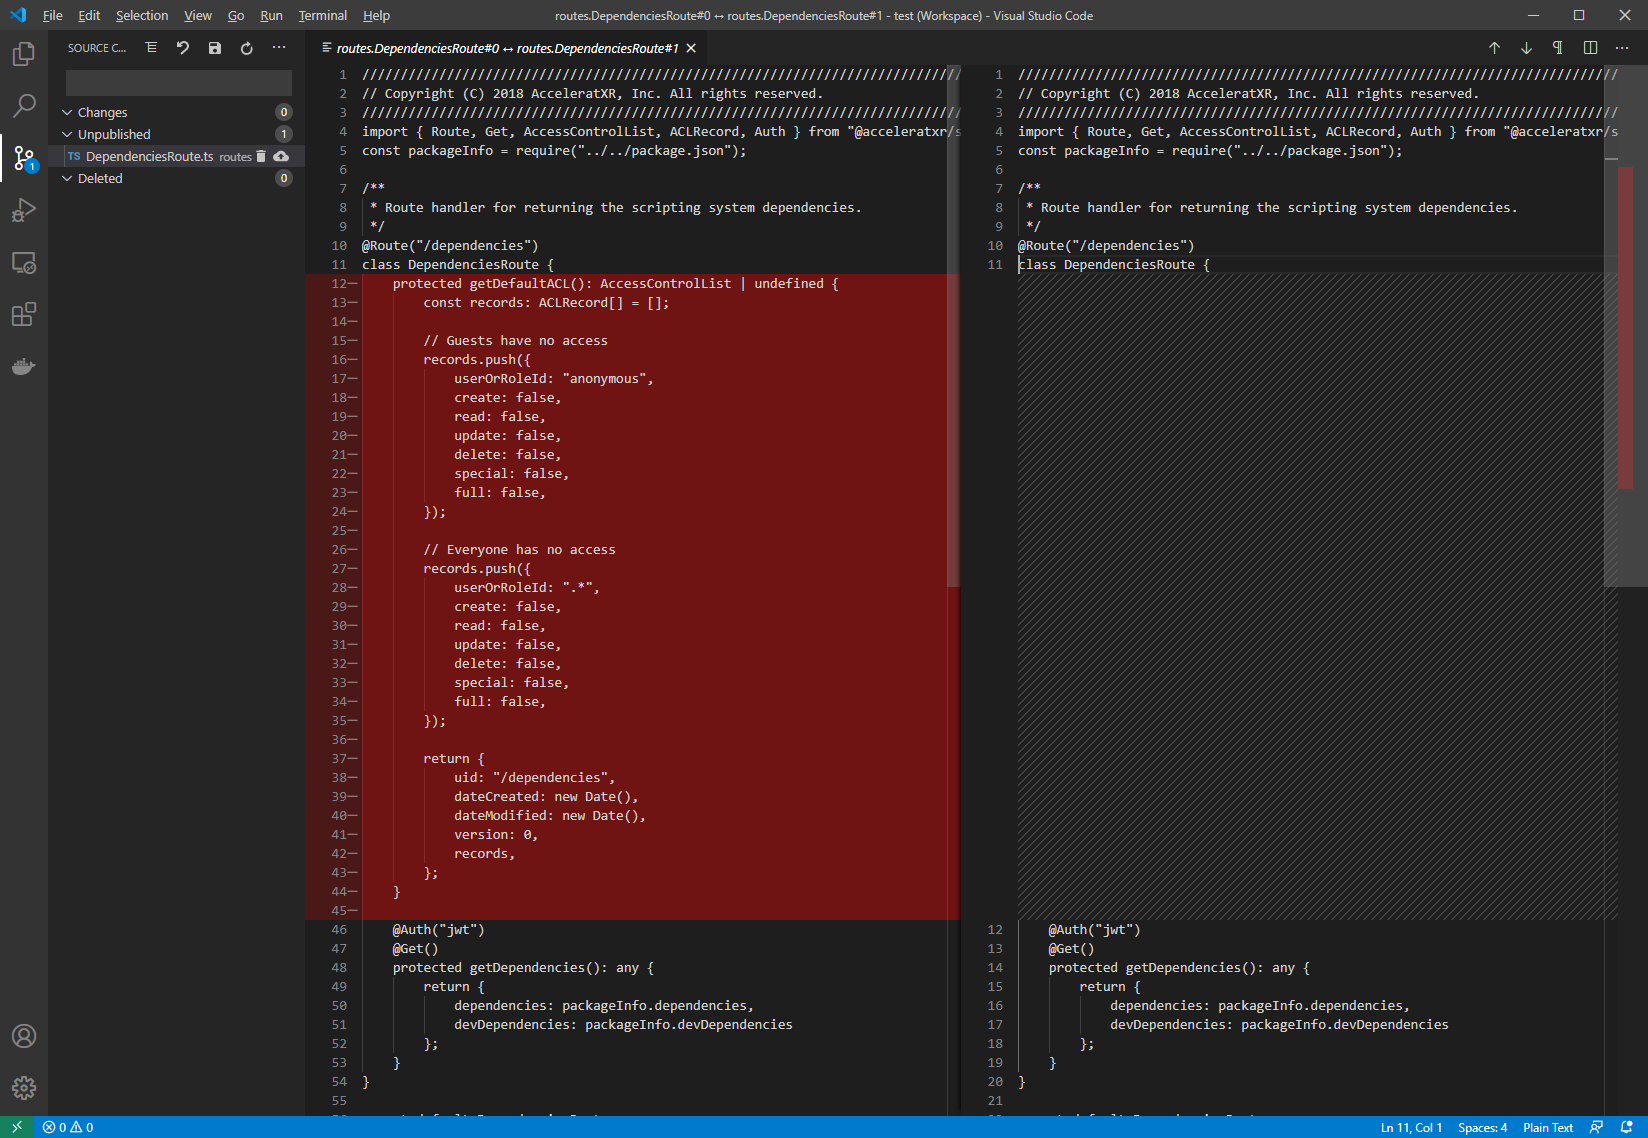 File Edit Selection View Go Run Terminal Help
routes.DependenciesRoute#0 ↔ routes.DependenciesRoute#1 - test (Workspace) - Visual Studio Code
SOURCE C...
Changes 0
Unpublished 1
TS DependenciesRoute.ts routes
Deleted 0
1
routes.DependenciesRoute#0 ↔ routes.DependenciesRoute#1
1 ////////////////////////////////////////////////////////////////////////////////
2 // Copyright (C) 2018 AcceleratXR, Inc. All rights reserved.
3 ////////////////////////////////////////////////////////////////////////////////
4 import { Route, Get, AccessControlList, ACLRecord, Auth } from "@acceleratxr/s
5 const packageInfo = require("../../package.json");
6
7 /**
8  * Route handler for returning the scripting system dependencies.
9  */
10 @Route("/dependencies")
11 class DependenciesRoute {
12−     protected getDefaultACL(): AccessControlList | undefined {
13−         const records: ACLRecord[] = [];
14−
15−         // Guests have no access
16−         records.push({
17−             userOrRoleId: "anonymous",
18−             create: false,
19−             read: false,
20−             update: false,
21−             delete: false,
22−             special: false,
23−             full: false,
24−         });
25−
26−         // Everyone has no access
27−         records.push({
28−             userOrRoleId: ".*",
29−             create: false,
30−             read: false,
31−             update: false,
32−             delete: false,
33−             special: false,
34−             full: false,
35−         });
36−
37−         return {
38−             uid: "/dependencies",
39−             dateCreated: new Date(),
40−             dateModified: new Date(),
41−             version: 0,
42−             records,
43−         };
44−     }
45−
46     @Auth("jwt")
47     @Get()
48     protected getDependencies(): any {
49         return {
50             dependencies: packageInfo.dependencies,
51             devDependencies: packageInfo.devDependencies
52         };
53     }
54 }
55
1 ////////////////////////////////////////////////////////////////////////////////
2 // Copyright (C) 2018 AcceleratXR, Inc. All rights reserved.
3 ////////////////////////////////////////////////////////////////////////////////
4 import { Route, Get, AccessControlList, ACLRecord, Auth } from "@acceleratxr/s
5 const packageInfo = require("../../package.json");
6
7 /**
8  * Route handler for returning the scripting system dependencies.
9  */
10 @Route("/dependencies")
11 class DependenciesRoute {
12     @Auth("jwt")
13     @Get()
14     protected getDependencies(): any {
15         return {
16             dependencies: packageInfo.dependencies,
17             devDependencies: packageInfo.devDependencies
18         };
19     }
20 }
21
0 0
Ln 11, Col 1 Spaces: 4 Plain Text